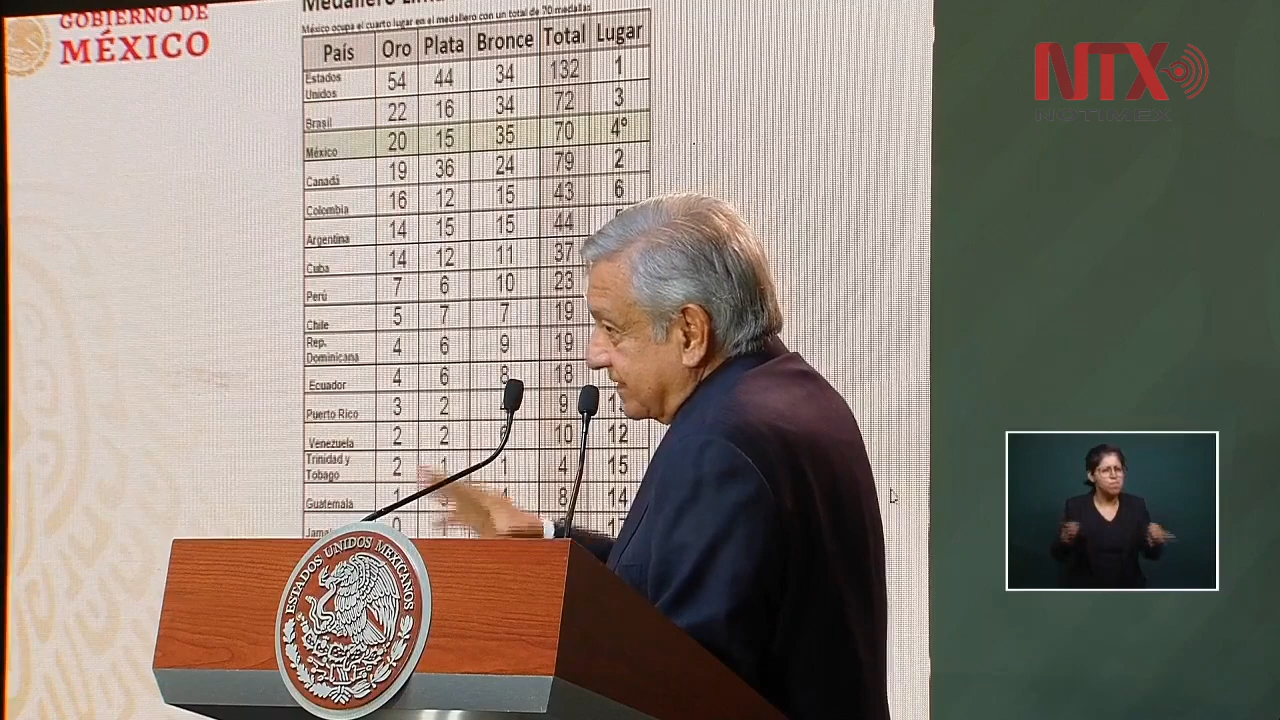 GOBIERNO DE
MÉXICO
Medallero
México ocupa el cuarto lugar en el medallero con un total de 70 medallas
País Oro Plata Bronce Total Lugar
Estados Unidos 54 44 34 132 1
Brasil 22 16 34 72 3
México 20 15 35 70 4º
Canadá 19 36 24 79 2
Colombia 16 12 15 43 6
Argentina 14 15 15 44
Cuba 14 12 11 37
Perú 7 6 10 23
Chile 5 7 7 19
Rep. Dominicana 4 6 9 19
Ecuador 4 6 8 18
Puerto Rico 3 2 9
Venezuela 2 2 10 12
Trinidad y Tobago 2 1 1 4 15
Guatemala 1 8 14
ESTADOS UNIDOS MEXICANOS
NTX
NOTIMEX